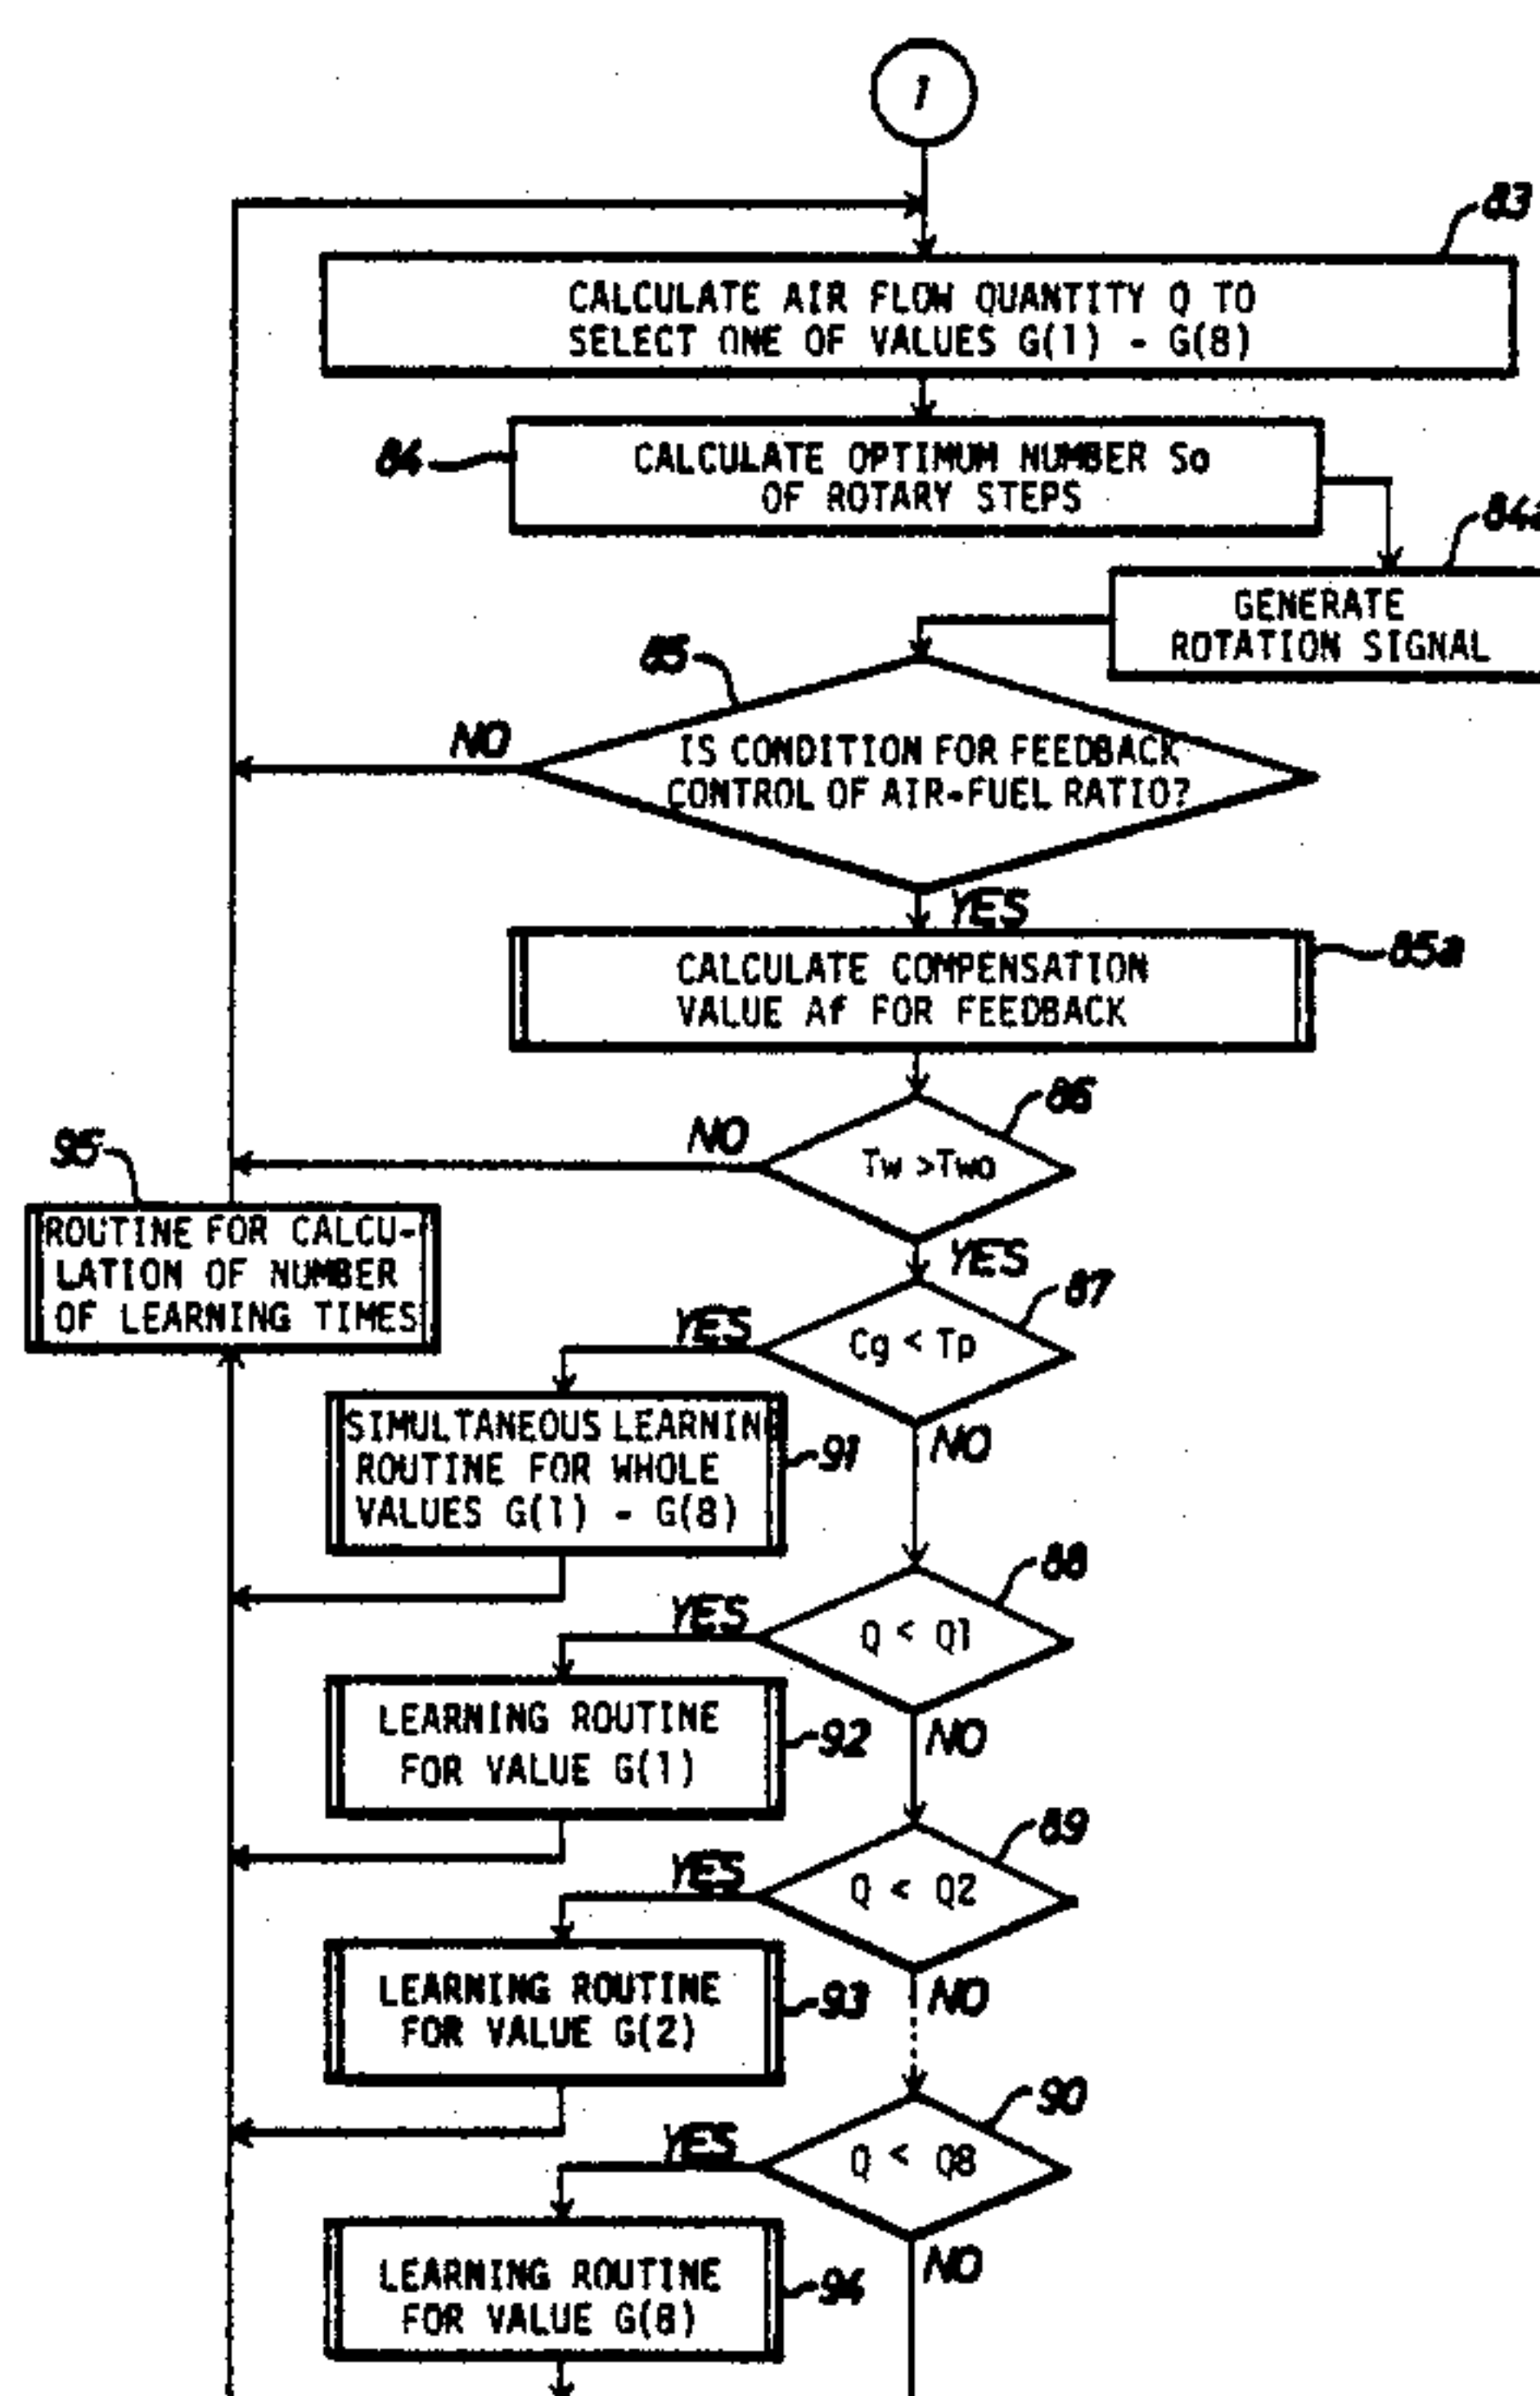 1
83
CALCULATE AIR FLOW QUANTITY Q TO
SELECT ONE OF VALUES G(1) - G(8)
84
CALCULATE OPTIMUM NUMBER So
OF ROTARY STEPS
84a
GENERATE
ROTATION SIGNAL
85
NO
IS CONDITION FOR FEEDBACK
CONTROL OF AIR-FUEL RATIO?
YES
CALCULATE COMPENSATION
VALUE Af FOR FEEDBACK
85a
86
NO
Tw >Two
95
ROUTINE FOR CALCU-
LATION OF NUMBER
OF LEARNING TIMES
YES
87
YES
Cg < Tp
NO
SIMULTANEOUS LEARNING
ROUTINE FOR WHOLE
VALUES G(1) - G(8)
91
88
YES
Q < Q1
LEARNING ROUTINE
FOR VALUE G(1)
92
NO
89
YES
Q < Q2
LEARNING ROUTINE
FOR VALUE G(2)
93
NO
90
YES
Q < Q8
LEARNING ROUTINE
FOR VALUE G(8)
94
NO